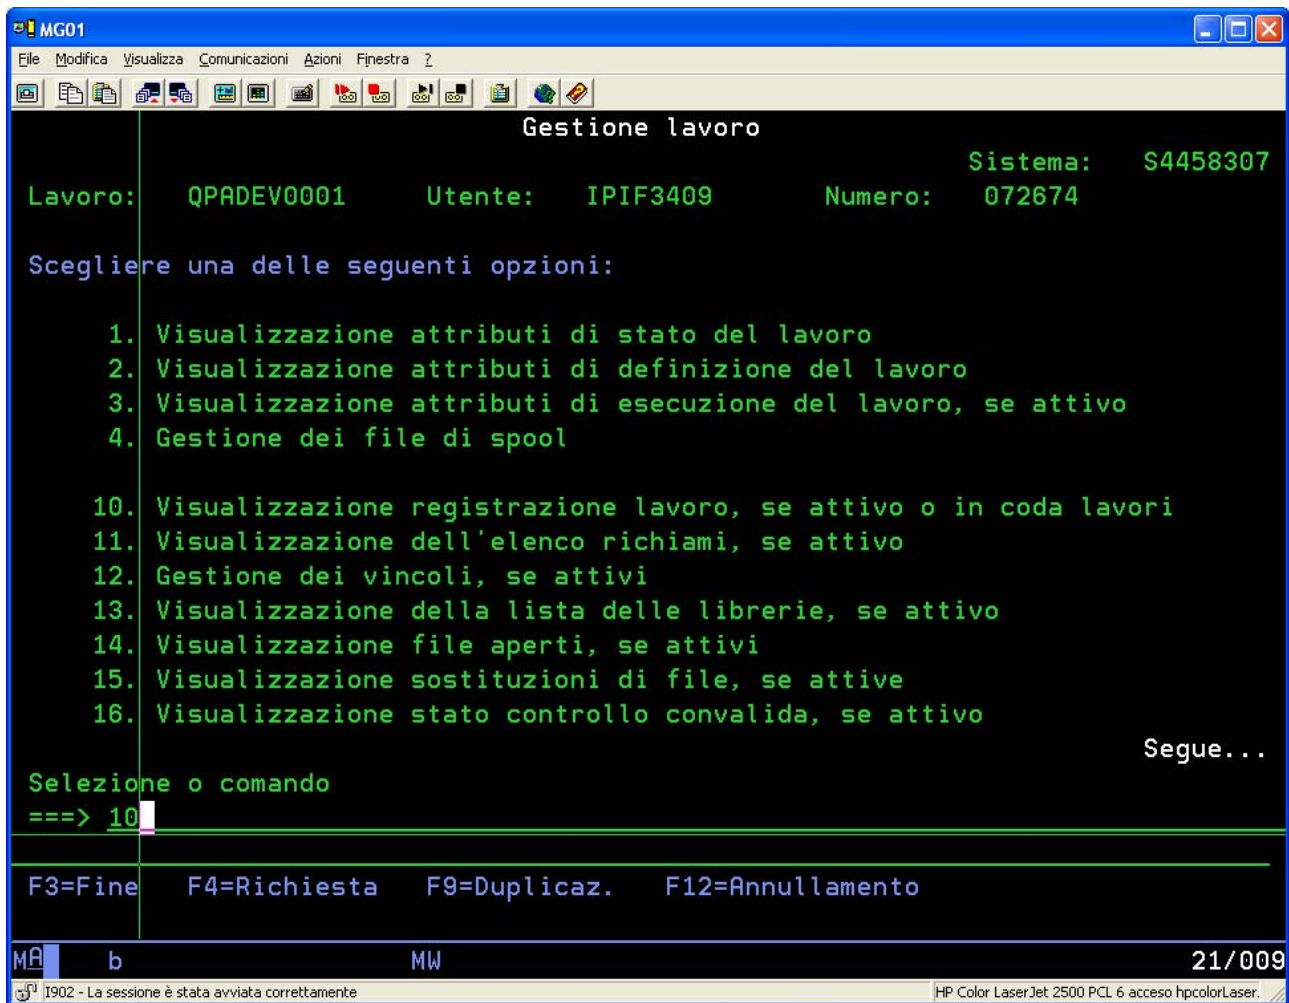 MG01
File Modifica Visualizza Comunicazioni Azioni Finestra ?
Gestione lavoro
Sistema: S4458307
Lavoro: QPADEV0001 Utente: IPIF3409 Numero: 072674
Scegliere una delle seguenti opzioni:
1. Visualizzazione attributi di stato del lavoro
2. Visualizzazione attributi di definizione del lavoro
3. Visualizzazione attributi di esecuzione del lavoro, se attivo
4. Gestione dei file di spool
10. Visualizzazione registrazione lavoro, se attivo o in coda lavori
11. Visualizzazione dell'elenco richiami, se attivo
12. Gestione dei vincoli, se attivi
13. Visualizzazione della lista delle librerie, se attivo
14. Visualizzazione file aperti, se attivi
15. Visualizzazione sostituzioni di file, se attive
16. Visualizzazione stato controllo convalida, se attivo
Segue...
Selezione o comando
===> 10
F3=Fine F4=Richiesta F9=Duplicaz. F12=Annullamento
MA b MW 21/009
I902 - La sessione è stata avviata correttamente HP Color LaserJet 2500 PCL 6 acceso hpcolorLaser.